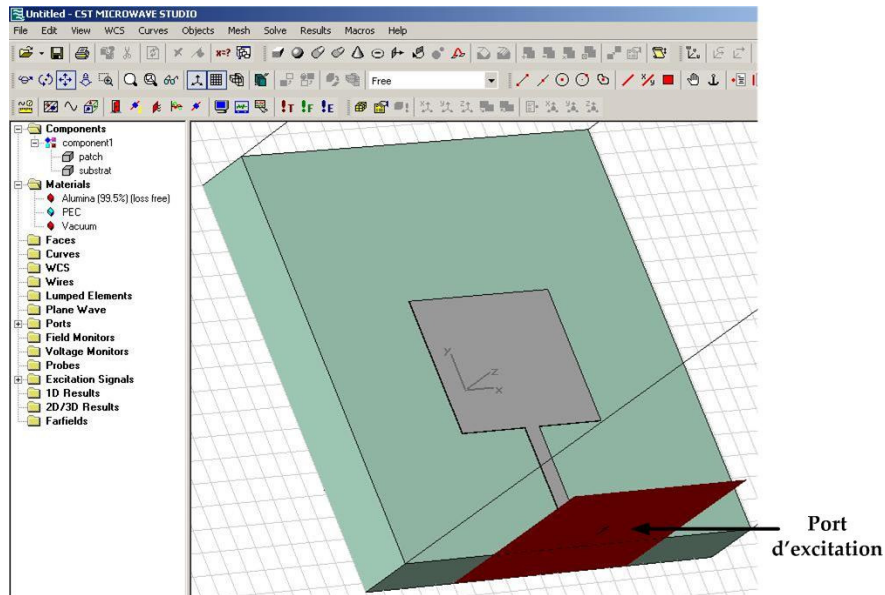 Untitled - CST MICROWAVE STUDIO
File Edit View WCS Curves Objects Mesh Solve Results Macros Help
x=?
Free
!T !F !E
Components
component1
patch
substrat
Materials
Alumina (99.5%) (loss free)
PEC
Vacuum
Faces
Curves
WCS
Wires
Lumped Elements
Plane Wave
Ports
Field Monitors
Voltage Monitors
Probes
Excitation Signals
1D Results
2D/3D Results
Farfields
y
z
x
Port
d'excitation